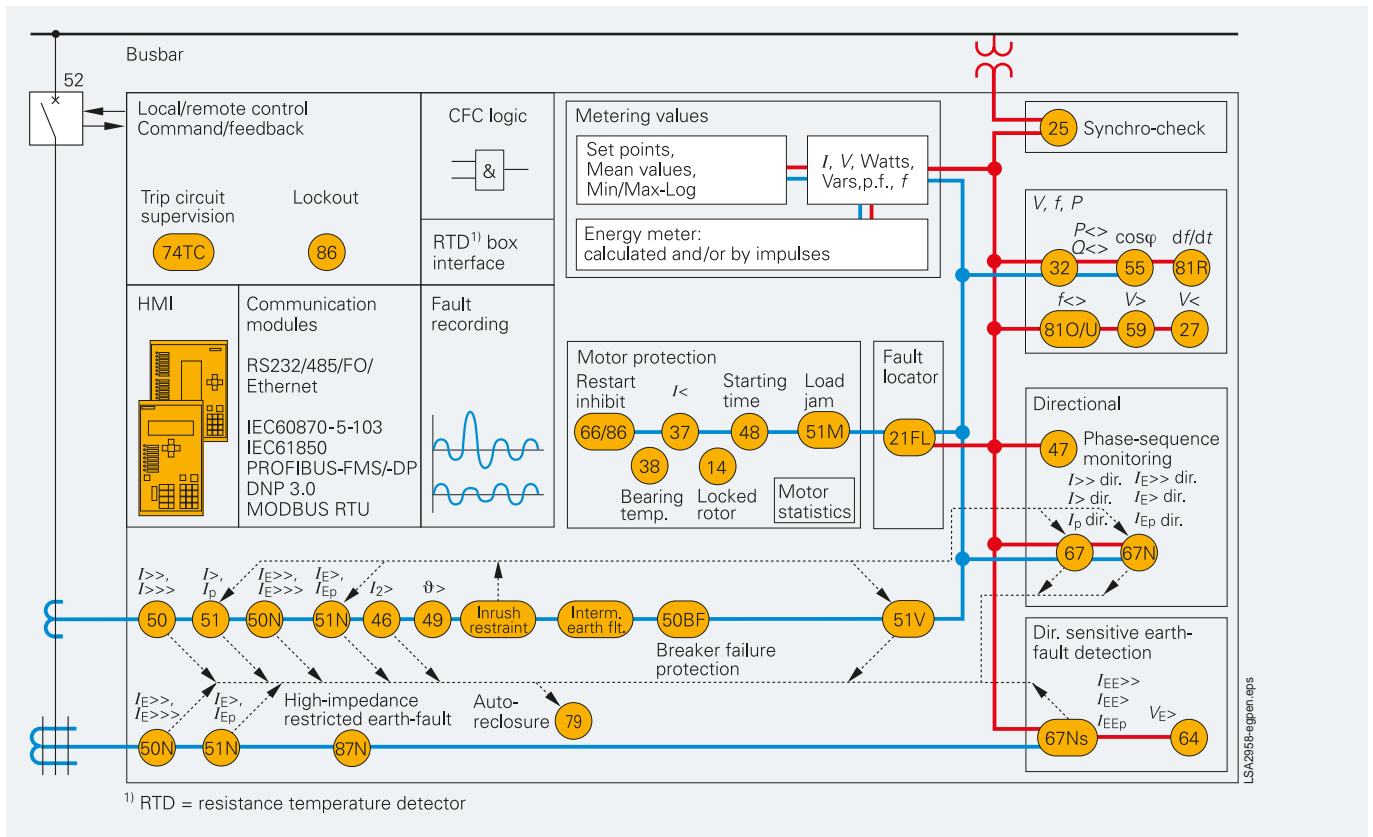 Busbar
52
Local/remote control
Command/feedback
Trip circuit
supervision
74TC
Lockout
86
CFC logic
&
RTD1) box
interface
HMI
Communication
modules
RS232/485/FO/
Ethernet
IEC60870-5-103
IEC61850
PROFIBUS-FMS/-DP
DNP 3.0
MODBUS RTU
Fault
recording
Metering values
Set points,
Mean values,
Min/Max-Log
I, V, Watts,
Vars,p.f., f
Energy meter:
calculated and/or by impulses
25
Synchro-check
V, f, P
P<>
Q<>
cosφ
df/dt
32
55
81R
f<>
V>
V<
81O/U
59
27
Motor protection
Restart
inhibit
I<
Starting
time
Load
jam
66/86
37
48
51M
38
14
Bearing
temp.
Locked
rotor
Motor
statistics
Fault
locator
21FL
Directional
47
Phase-sequence
monitoring
I>> dir.
I> dir.
Ip dir.
IE>> dir.
IE> dir.
IEp dir.
67
67N
I>>,
I>>>
I>,
Ip
IE>>,
IE>>>
IE>,
IEp
I2>
ϑ>
50
51
50N
51N
46
49
Inrush
restraint
Interm.
earth flt.
50BF
51V
Breaker failure
protection
Dir. sensitive earth-
fault detection
IEE>>
IEE>
IEEp
VE>
67Ns
64
IE>>,
IE>>>
IE>,
IEp
High-impedance
restricted earth-fault
Auto-
reclosure
79
50N
51N
87N
LSA2958-egpen.eps
1) RTD = resistance temperature detector